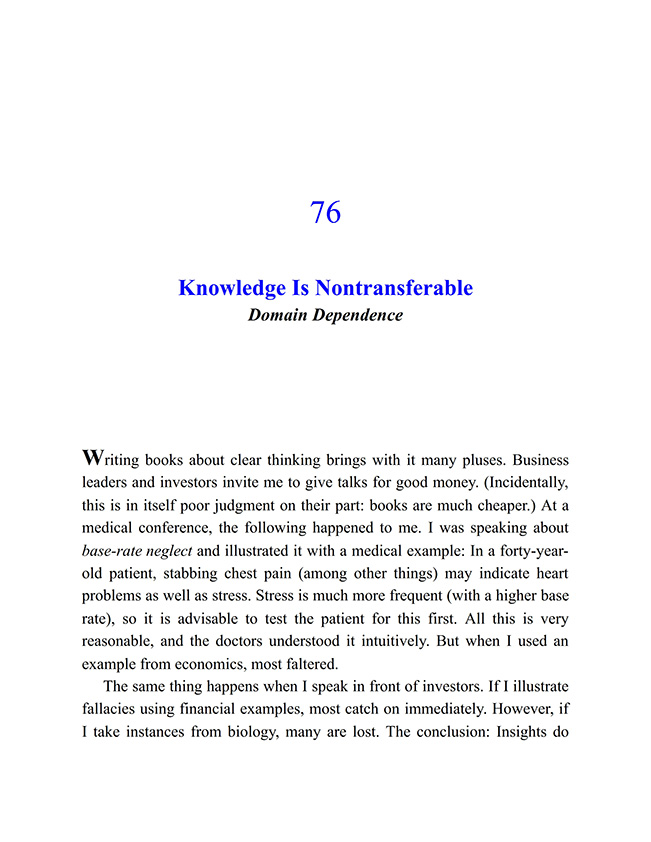 76
Knowledge Is Nontransferable
Domain Dependence
Writing books about clear thinking brings with it many pluses. Business
leaders and investors invite me to give talks for good money. (Incidentally,
this is in itself poor judgment on their part: books are much cheaper.) At a
medical conference, the following happened to me. I was speaking about
base-rate neglect and illustrated it with a medical example: In a forty-year-
old patient, stabbing chest pain (among other things) may indicate heart
problems as well as stress. Stress is much more frequent (with a higher base
rate), so it is advisable to test the patient for this first. All this is very
reasonable, and the doctors understood it intuitively. But when I used an
example from economics, most faltered.
The same thing happens when I speak in front of investors. If I illustrate
fallacies using financial examples, most catch on immediately. However, if
I take instances from biology, many are lost. The conclusion: Insights do